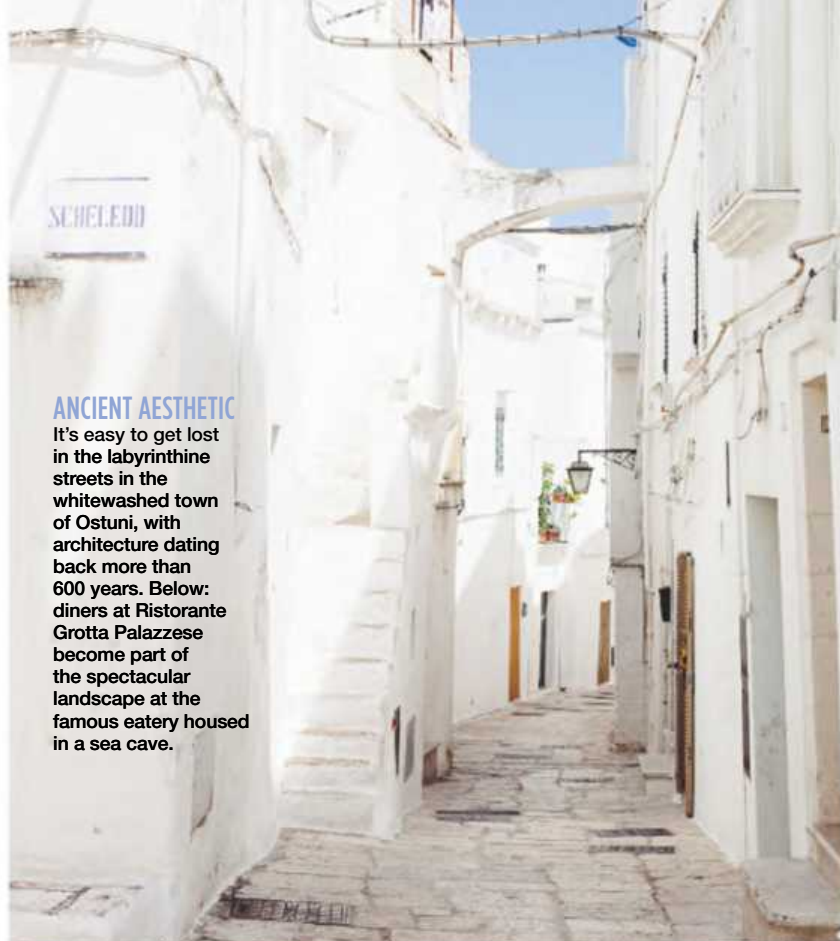 ANCIENT AESTHETIC
It’s easy to get lost
in the labyrinthine
streets in the
whitewashed town
of Ostuni, with
architecture dating
back more than
600 years. Below:
diners at Ristorante
Grotta Palazzese
become part of
the spectacular
landscape at the
famous eatery housed
in a sea cave.